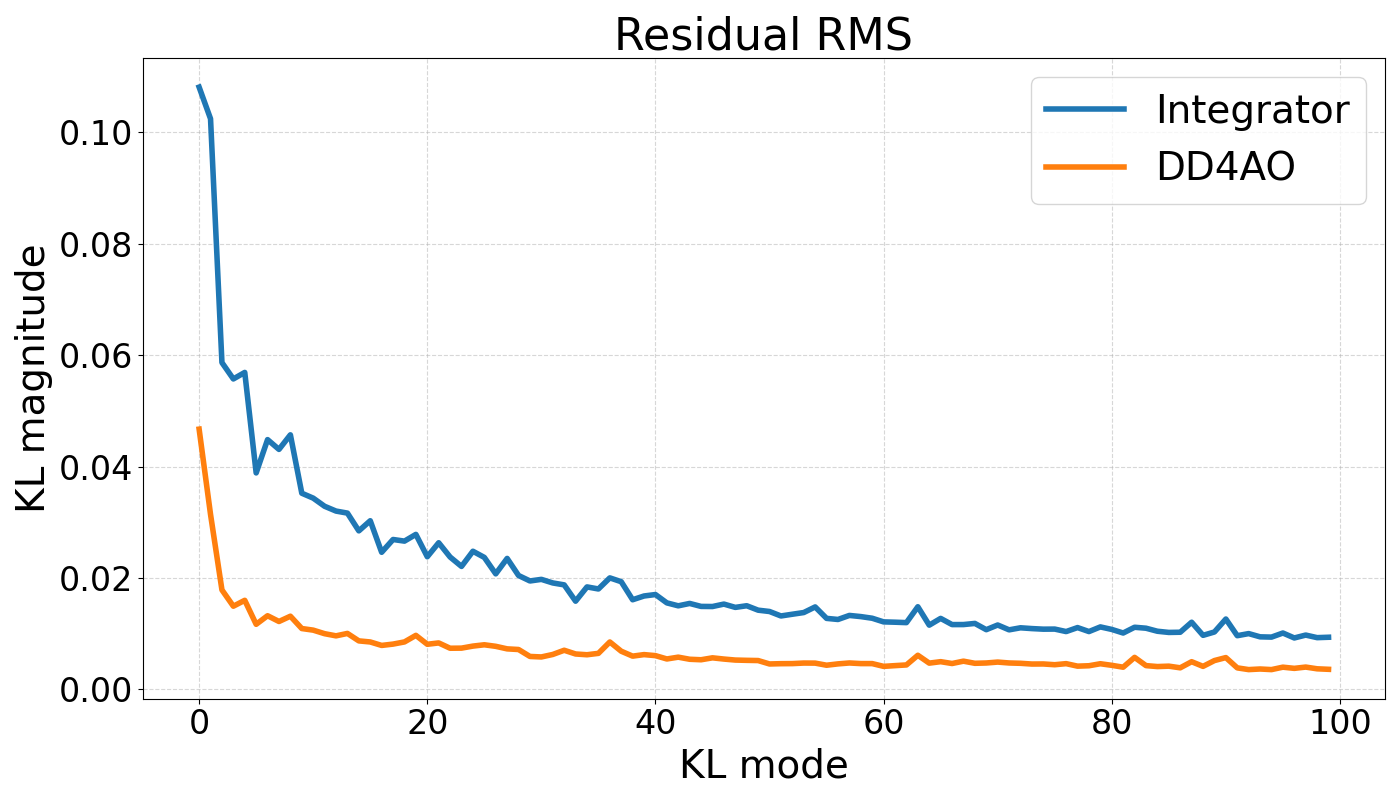 Residual RMS
Integrator
DD4AO
KL magnitude
0.10
0.08
0.06
0.04
0.02
0.00
0 20 40 60 80 100
KL mode